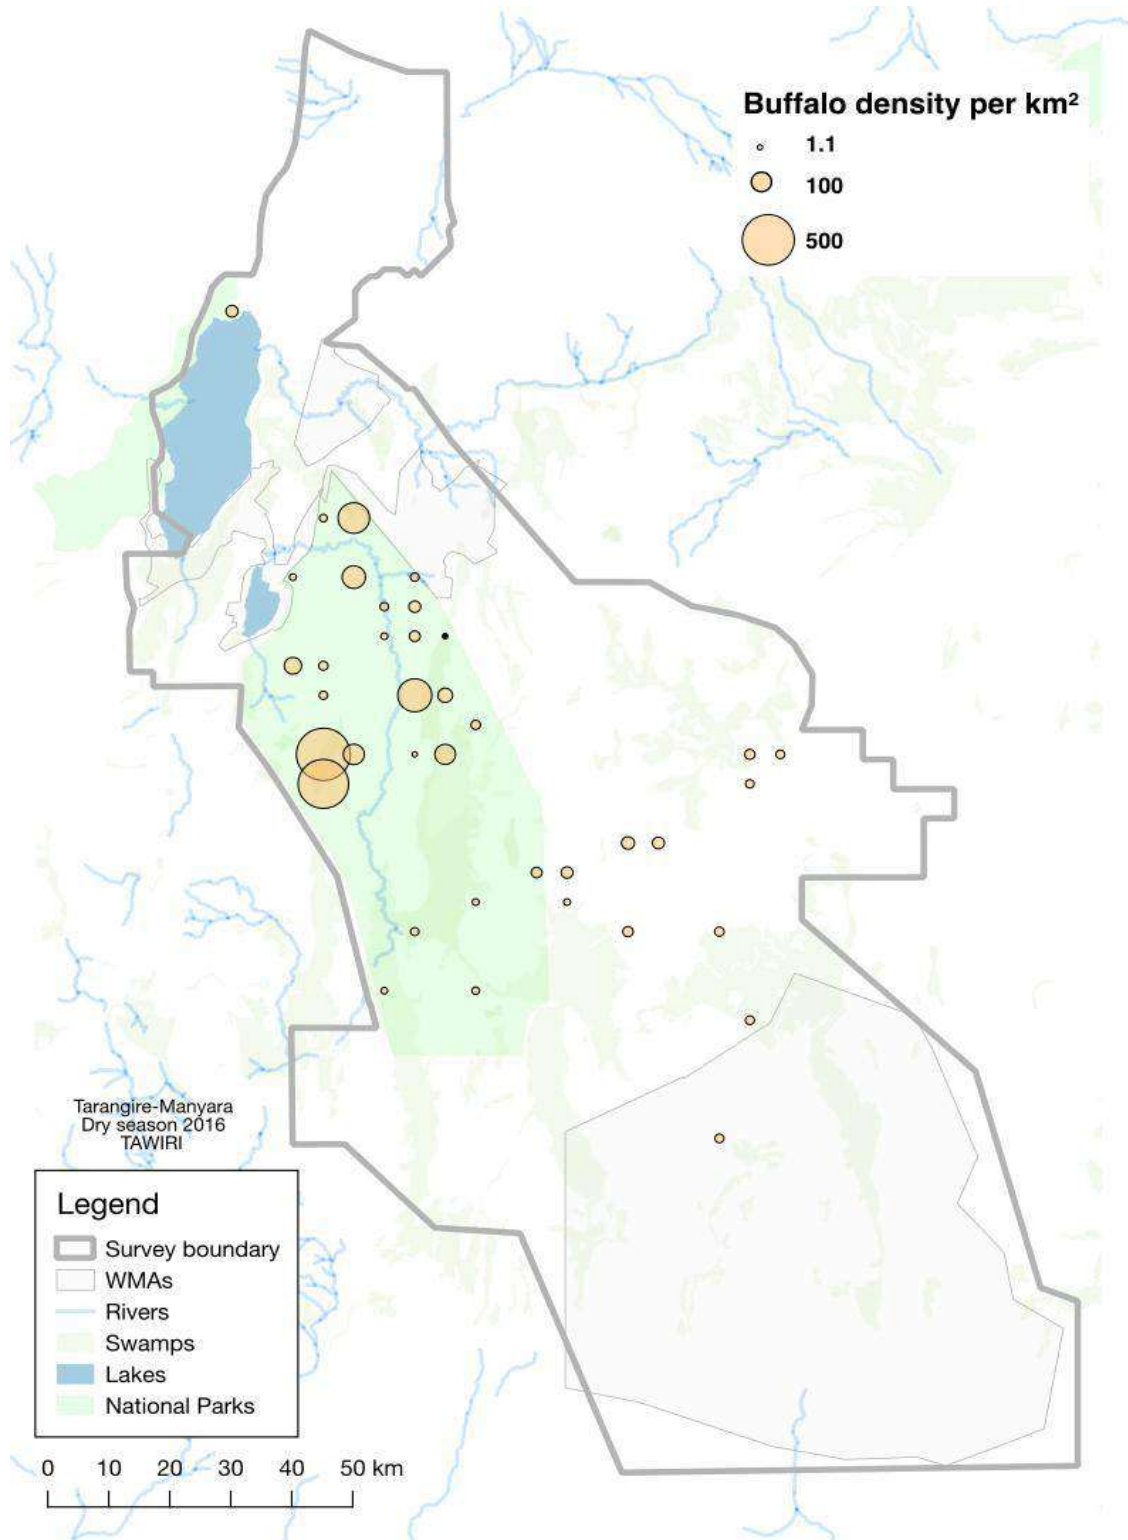 Buffalo density per km²
1.1
100
500
Tarangire-Manyara
Dry season 2016
TAWIRI
Legend
Survey boundary
WMAs
Rivers
Swamps
Lakes
National Parks
0 10 20 30 40 50 km